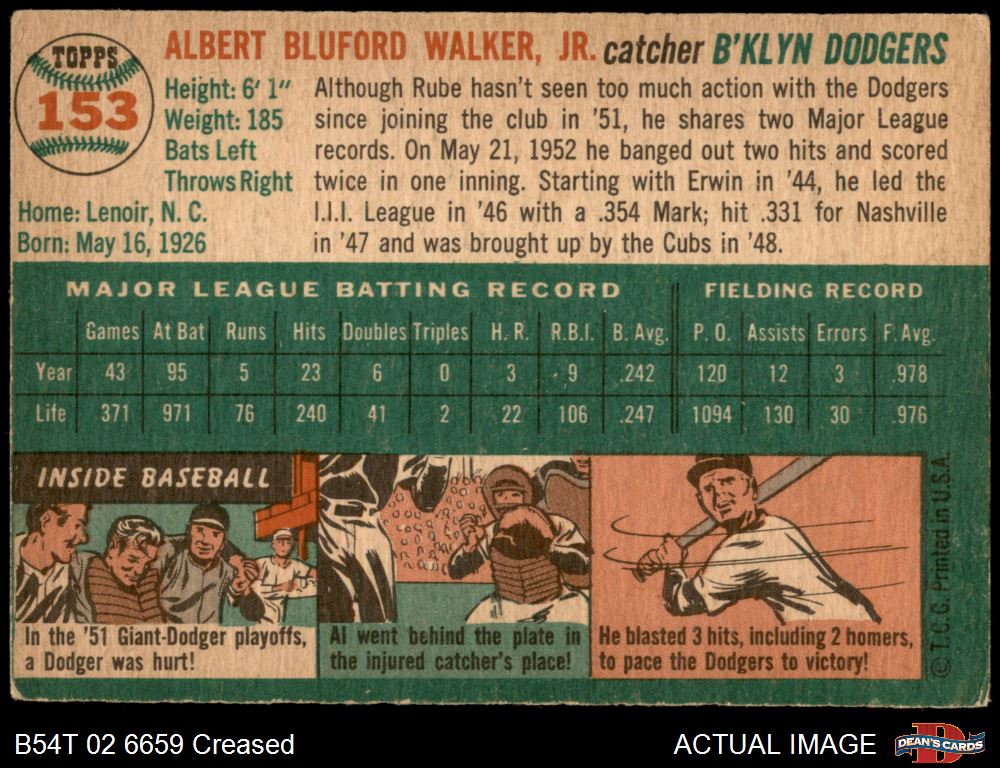 TOPPS
153
ALBERT BLUFORD WALKER, JR. catcher B'KLYN DODGERS
Height: 6' 1"
Weight: 185
Bats Left
Throws Right
Home: Lenoir, N. C.
Born: May 16, 1926
Although Rube hasn't seen too much action with the Dodgers
since joining the club in '51, he shares two Major League
records. On May 21, 1952 he banged out two hits and scored
twice in one inning. Starting with Erwin in '44, he led the
I.I.I. League in '46 with a .354 Mark; hit .331 for Nashville
in '47 and was brought up by the Cubs in '48.
MAJOR LEAGUE BATTING RECORD FIELDING RECORD
Games At Bat Runs Hits Doubles Triples H. R. R.B.I. B. Avg. P. O. Assists Errors F. Avg.
Year 43 95 5 23 6 0 3 9 .242 120 12 3 .978
Life 371 971 76 240 41 2 22 106 .247 1094 130 30 .976
INSIDE BASEBALL
In the '51 Giant-Dodger playoffs,
a Dodger was hurt!
Al went behind the plate in
the injured catcher's place!
He blasted 3 hits, including 2 homers,
to pace the Dodgers to victory!
© T.C.G. Printed in U.S.A.
B54T 02 6659 Creased
ACTUAL IMAGE
DEAN'S CARDS